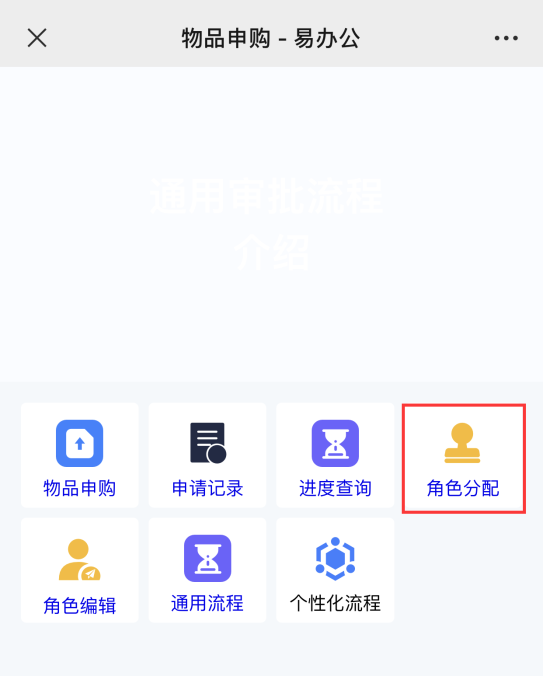 物品申购 - 易办公
通用审批流程
介绍
物品申购
申请记录
进度查询
角色分配
角色编辑
通用流程
个性化流程